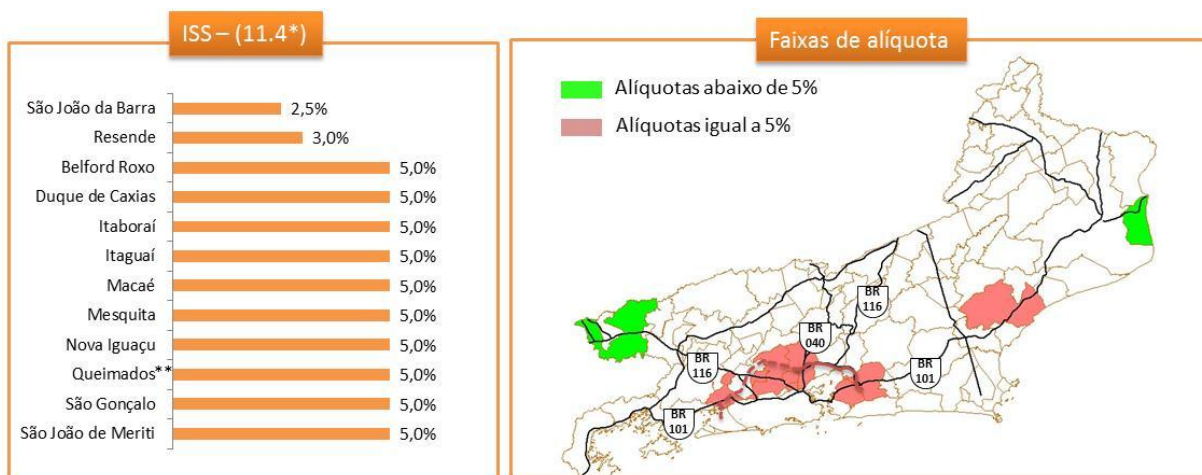 ISS – (11.4*)
São João da Barra 2,5%
Resende 3,0%
Belford Roxo 5,0%
Duque de Caxias 5,0%
Itaboraí 5,0%
Itaguaí 5,0%
Macaé 5,0%
Mesquita 5,0%
Nova Iguaçu 5,0%
Queimados** 5,0%
São Gonçalo 5,0%
São João de Meriti 5,0%
Faixas de alíquota
Alíquotas abaixo de 5%
Alíquotas igual a 5%
BR
116
BR
040
BR
116
BR
101
BR
101